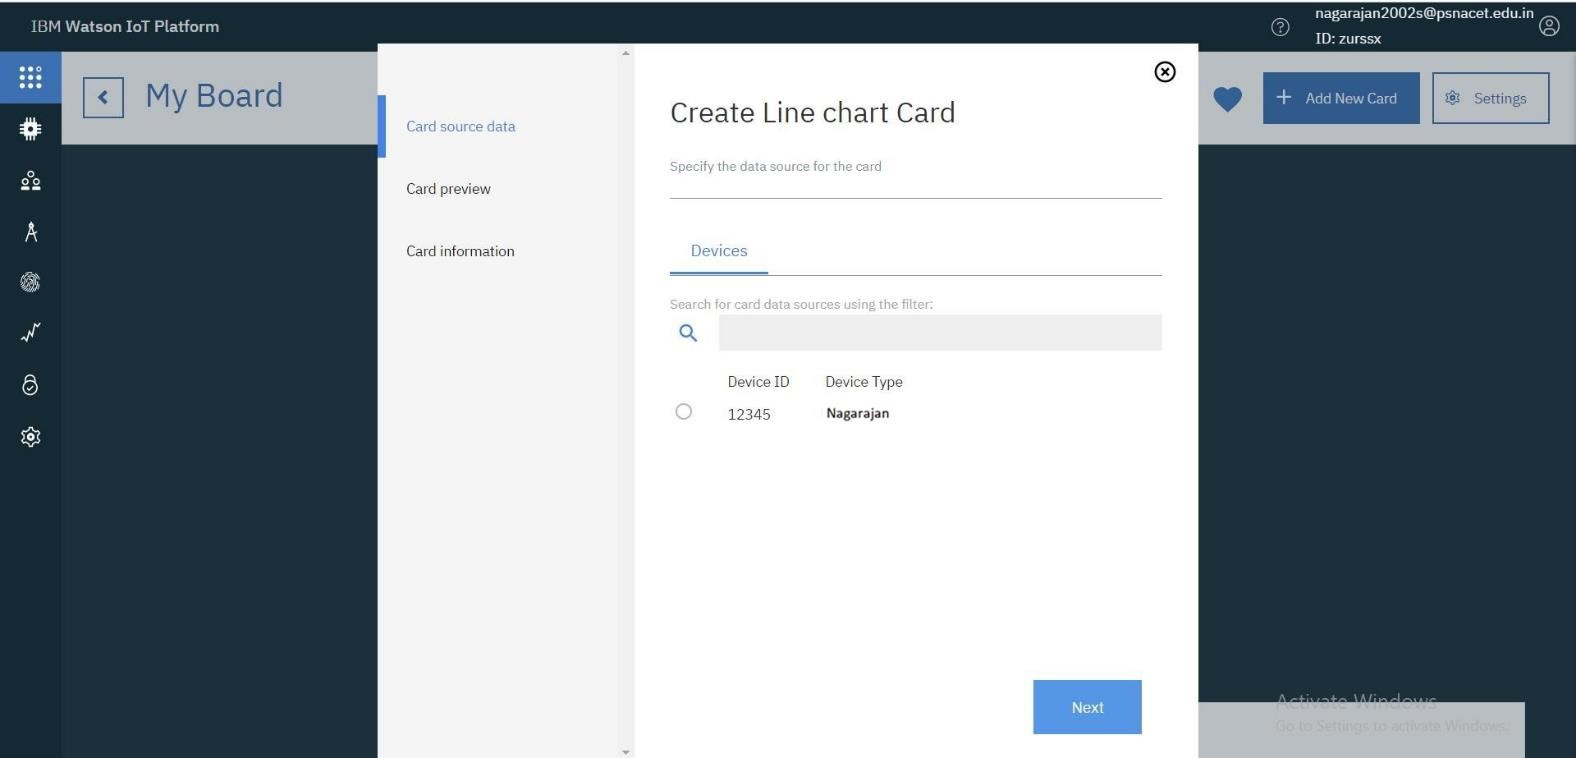 IBM Watson IoT Platform
nagarajan2002s@psnacet.edu.in
ID: zurssx
My Board
Add New Card
Settings
Card source data
Card preview
Card information
Create Line chart Card
Specify the data source for the card
Devices
Search for card data sources using the filter:
Device ID Device Type
12345 Nagarajan
Next
Activate Windows
Go to Settings to activate Windows.